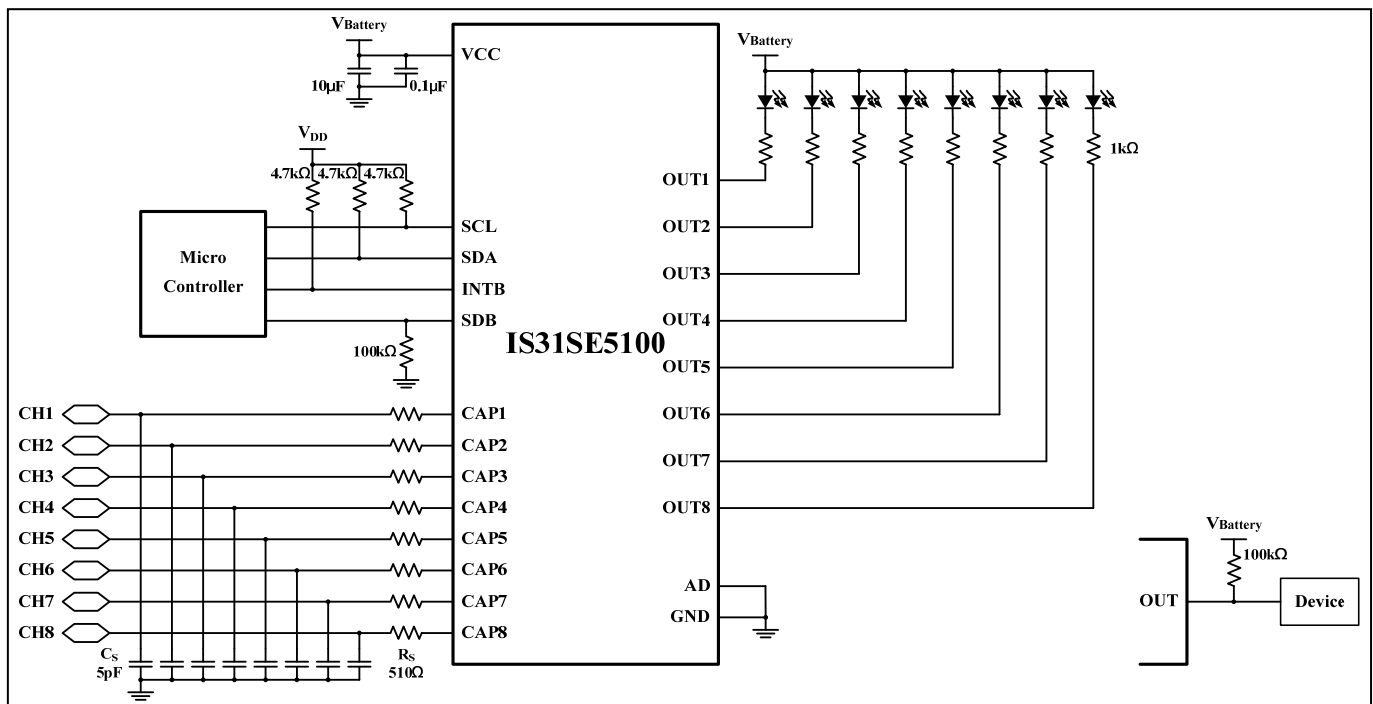 VBattery
VCC
10µF
0.1µF
VDD
4.7kΩ 4.7kΩ 4.7kΩ
Micro
Controller
SCL
SDA
INTB
SDB
100kΩ
IS31SE5100
CH1
CH2
CH3
CH4
CH5
CH6
CH7
CH8
CAP1
CAP2
CAP3
CAP4
CAP5
CAP6
CAP7
CAP8
CS
5pF
RS
510Ω
VBattery
1kΩ
OUT1
OUT2
OUT3
OUT4
OUT5
OUT6
OUT7
OUT8
AD
GND
VBattery
100kΩ
OUT
Device